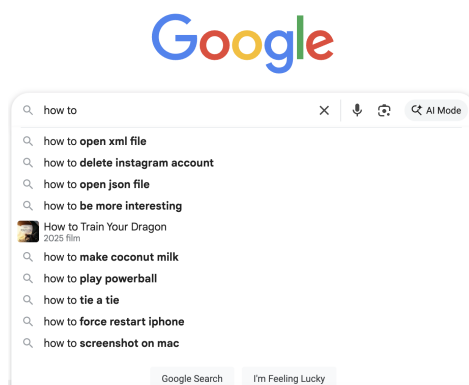 Google
how to
AI Mode
how to open xml file
how to delete instagram account
how to open json file
how to be more interesting
How to Train Your Dragon
2025 film
how to make coconut milk
how to play powerball
how to tie a tie
how to force restart iphone
how to screenshot on mac
Google Search
I'm Feeling Lucky